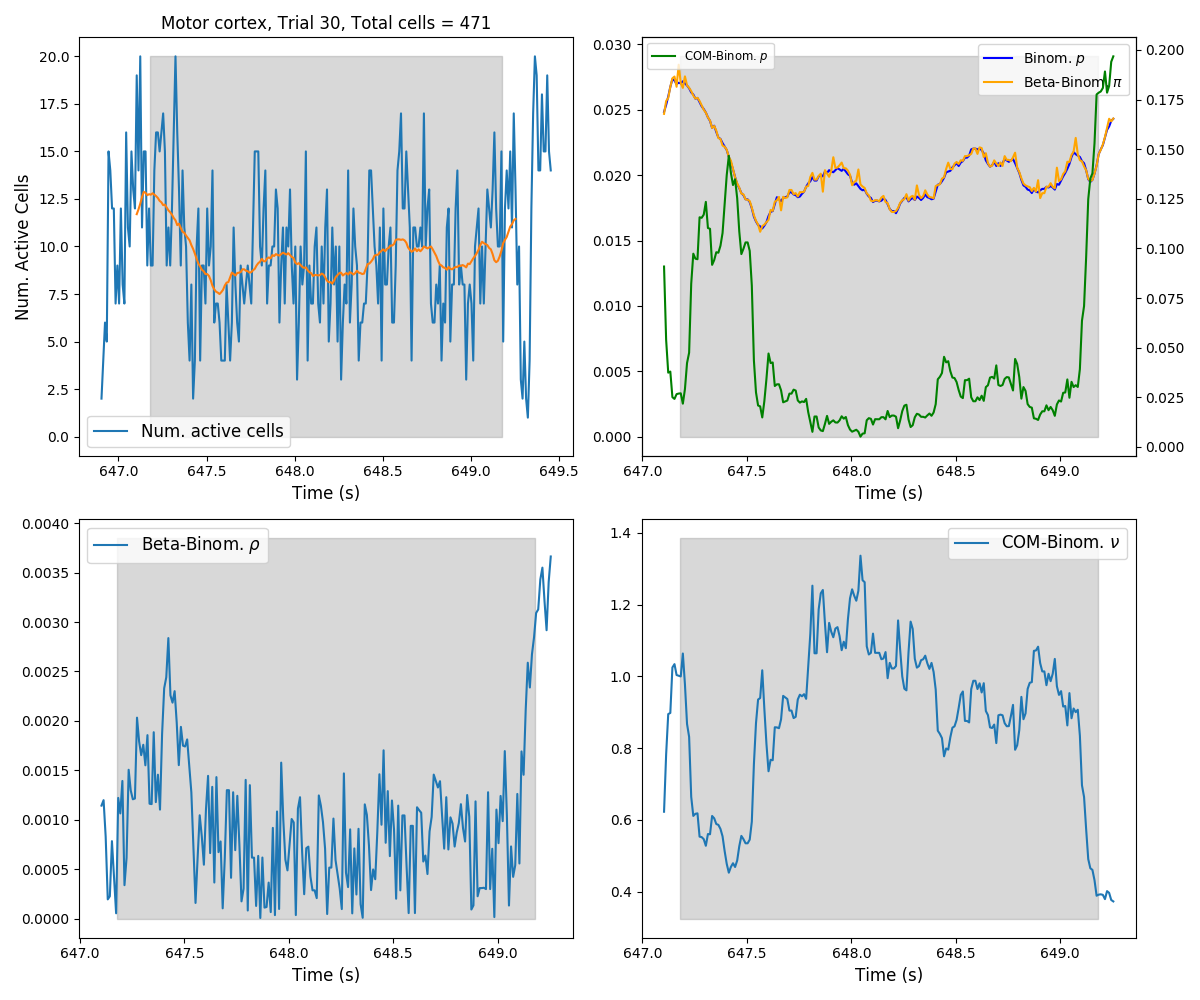 Motor cortex, Trial 30, Total cells = 471
20.0
17.5
15.0
12.5
10.0
7.5
5.0
2.5
0.0
Num. Active Cells
Num. active cells
647.0 647.5 648.0 648.5 649.0 649.5
Time (s)
0.030
0.025
0.020
0.015
0.010
0.005
0.000
COM-Binom. p
Binom. p
Beta-Binom. π
0.200
0.175
0.150
0.125
0.100
0.075
0.050
0.025
0.000
647.0 647.5 648.0 648.5 649.0
Time (s)
0.0040
0.0035
0.0030
0.0025
0.0020
0.0015
0.0010
0.0005
0.0000
Beta-Binom. ρ
647.0 647.5 648.0 648.5 649.0
Time (s)
1.4
1.2
1.0
0.8
0.6
0.4
COM-Binom. ν
647.0 647.5 648.0 648.5 649.0
Time (s)